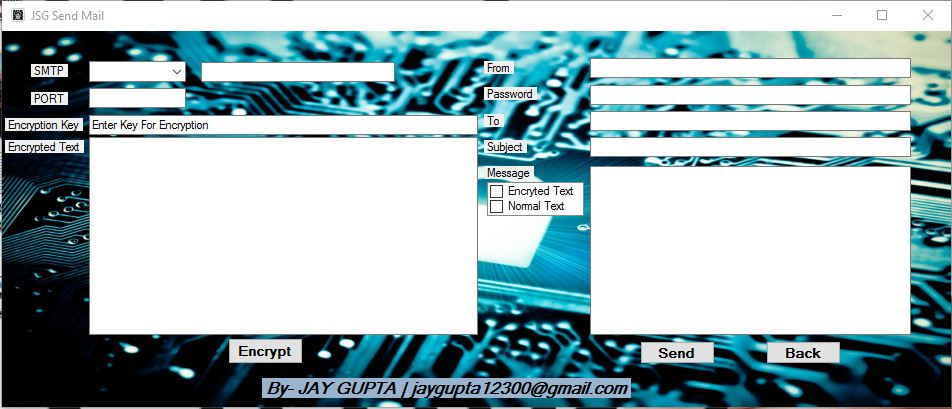 JSG Send Mail
SMTP
PORT
Encryption Key
Enter Key For Encryption
Encrypted Text
Encrypt
From
Password
To
Subject
Message
Encryted Text
Normal Text
Send
Back
By- JAY GUPTA | jaygupta12300@gmail.com